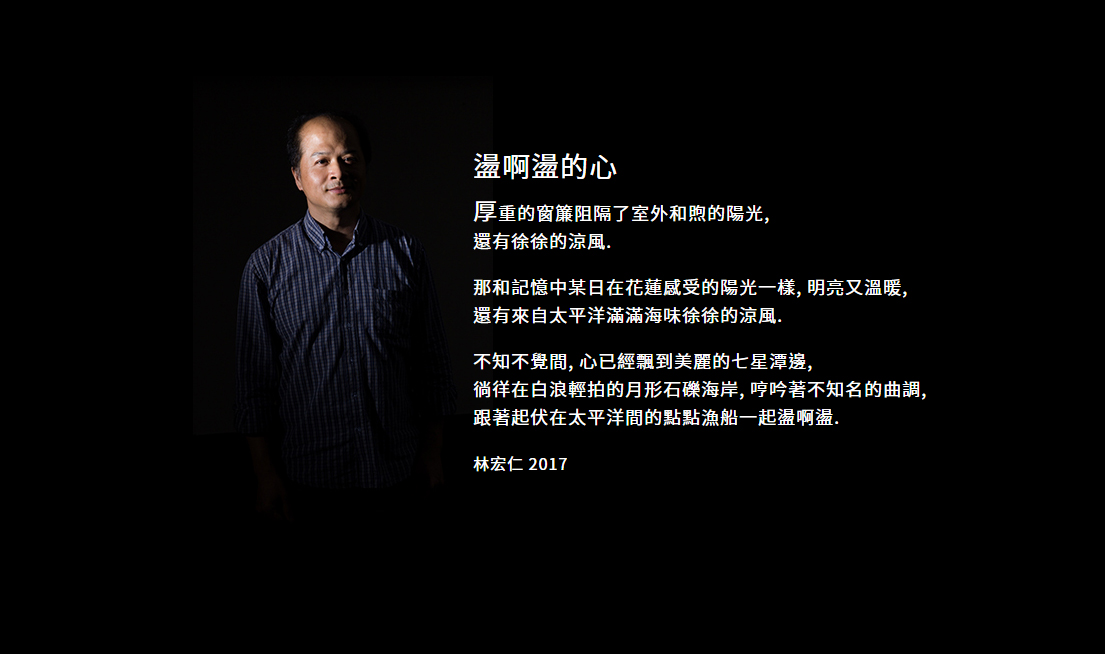 盪啊盪的心
厚重的窗簾阻隔了室外和煦的陽光,
還有徐徐的涼風.
那和記憶中某日在花蓮感受的陽光一樣, 明亮又溫暖,
還有來自太平洋滿滿海味徐徐的涼風.
不知不覺間, 心已經飄到美麗的七星潭邊,
徜徉在白浪輕拍的月形石礫海岸, 哼吟著不知名的曲調,
跟著起伏在太平洋間的點點漁船一起盪啊盪.
林宏仁 2017